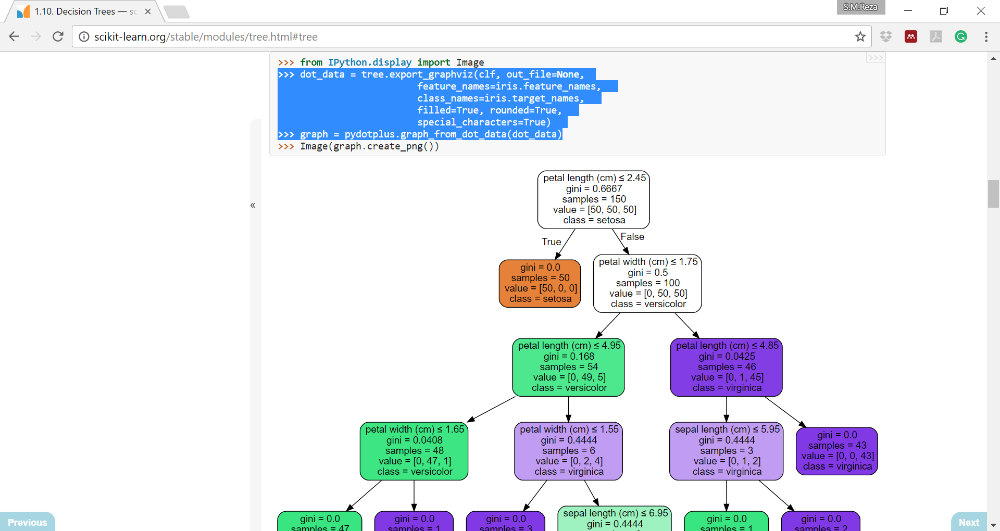 S.M.Reza
1.10. Decision Trees — sc
scikit-learn.org/stable/modules/tree.html#tree
>>>
>>> from IPython.display import Image
>>> dot_data = tree.export_graphviz(clf, out_file=None,
feature_names=iris.feature_names,
class_names=iris.target_names,
filled=True, rounded=True,
special_characters=True)
>>> graph = pydotplus.graph_from_dot_data(dot_data)
>>> Image(graph.create_png())
«
petal length (cm) ≤ 2.45
gini = 0.6667
samples = 150
value = [50, 50, 50]
class = setosa
True
False
gini = 0.0
samples = 50
value = [50, 0, 0]
class = setosa
petal width (cm) ≤ 1.75
gini = 0.5
samples = 100
value = [0, 50, 50]
class = versicolor
petal length (cm) ≤ 4.95
gini = 0.168
samples = 54
value = [0, 49, 5]
class = versicolor
petal length (cm) ≤ 4.85
gini = 0.0425
samples = 46
value = [0, 1, 45]
class = virginica
petal width (cm) ≤ 1.65
gini = 0.0408
samples = 48
value = [0, 47, 1]
class = versicolor
petal width (cm) ≤ 1.55
gini = 0.4444
samples = 6
value = [0, 2, 4]
class = virginica
sepal length (cm) ≤ 5.95
gini = 0.4444
samples = 3
value = [0, 1, 2]
class = virginica
gini = 0.0
samples = 43
value = [0, 0, 43]
class = virginica
gini = 0.0
samples = 47
gini = 0.0
samples = 1
gini = 0.0
samples = 3
sepal length (cm) ≤ 6.95
gini = 0.4444
gini = 0.0
samples = 1
gini = 0.0
samples = 2
Previous
Next